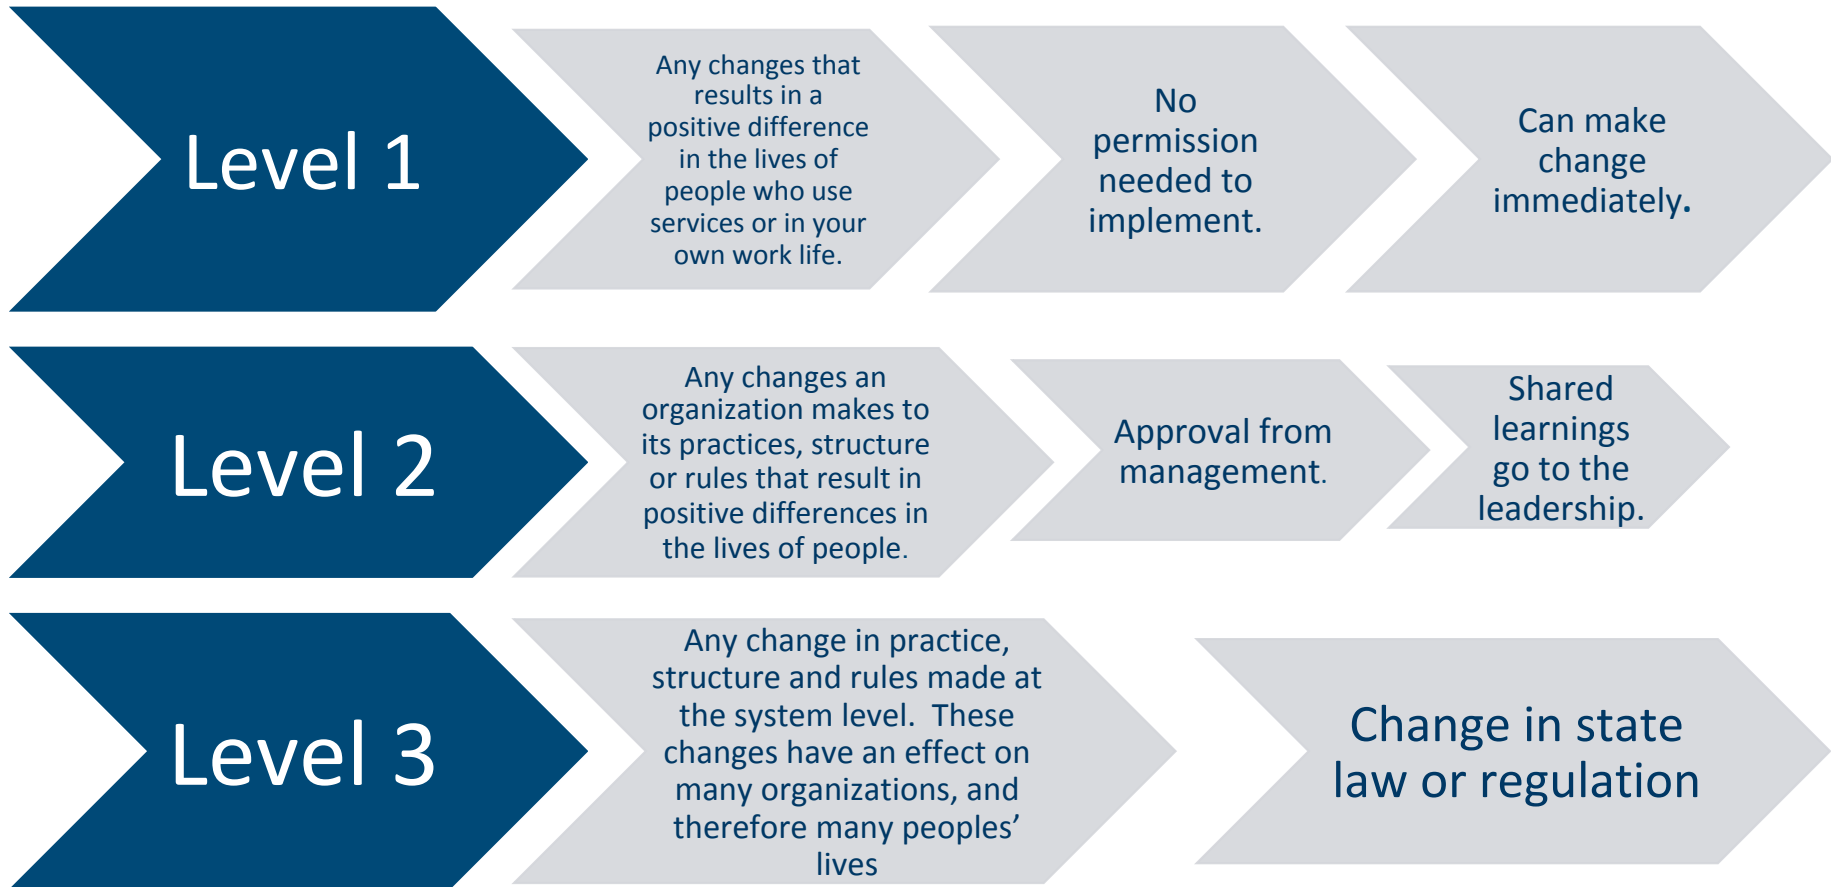 Level 1
Any changes that
results in a
positive difference
in the lives of
people who use
services or in your
own work life.
No
permission
needed to
implement.
Can make
change
immediately.
Level 2
Any changes an
organization makes to
its practices, structure
or rules that result in
positive differences in
the lives of people.
Approval from
management.
Shared
learnings
go to the
leadership.
Level 3
Any change in practice,
structure and rules made at
the system level.  These
changes have an effect on
many organizations, and
therefore many peoples’
lives
Change in state
law or regulation